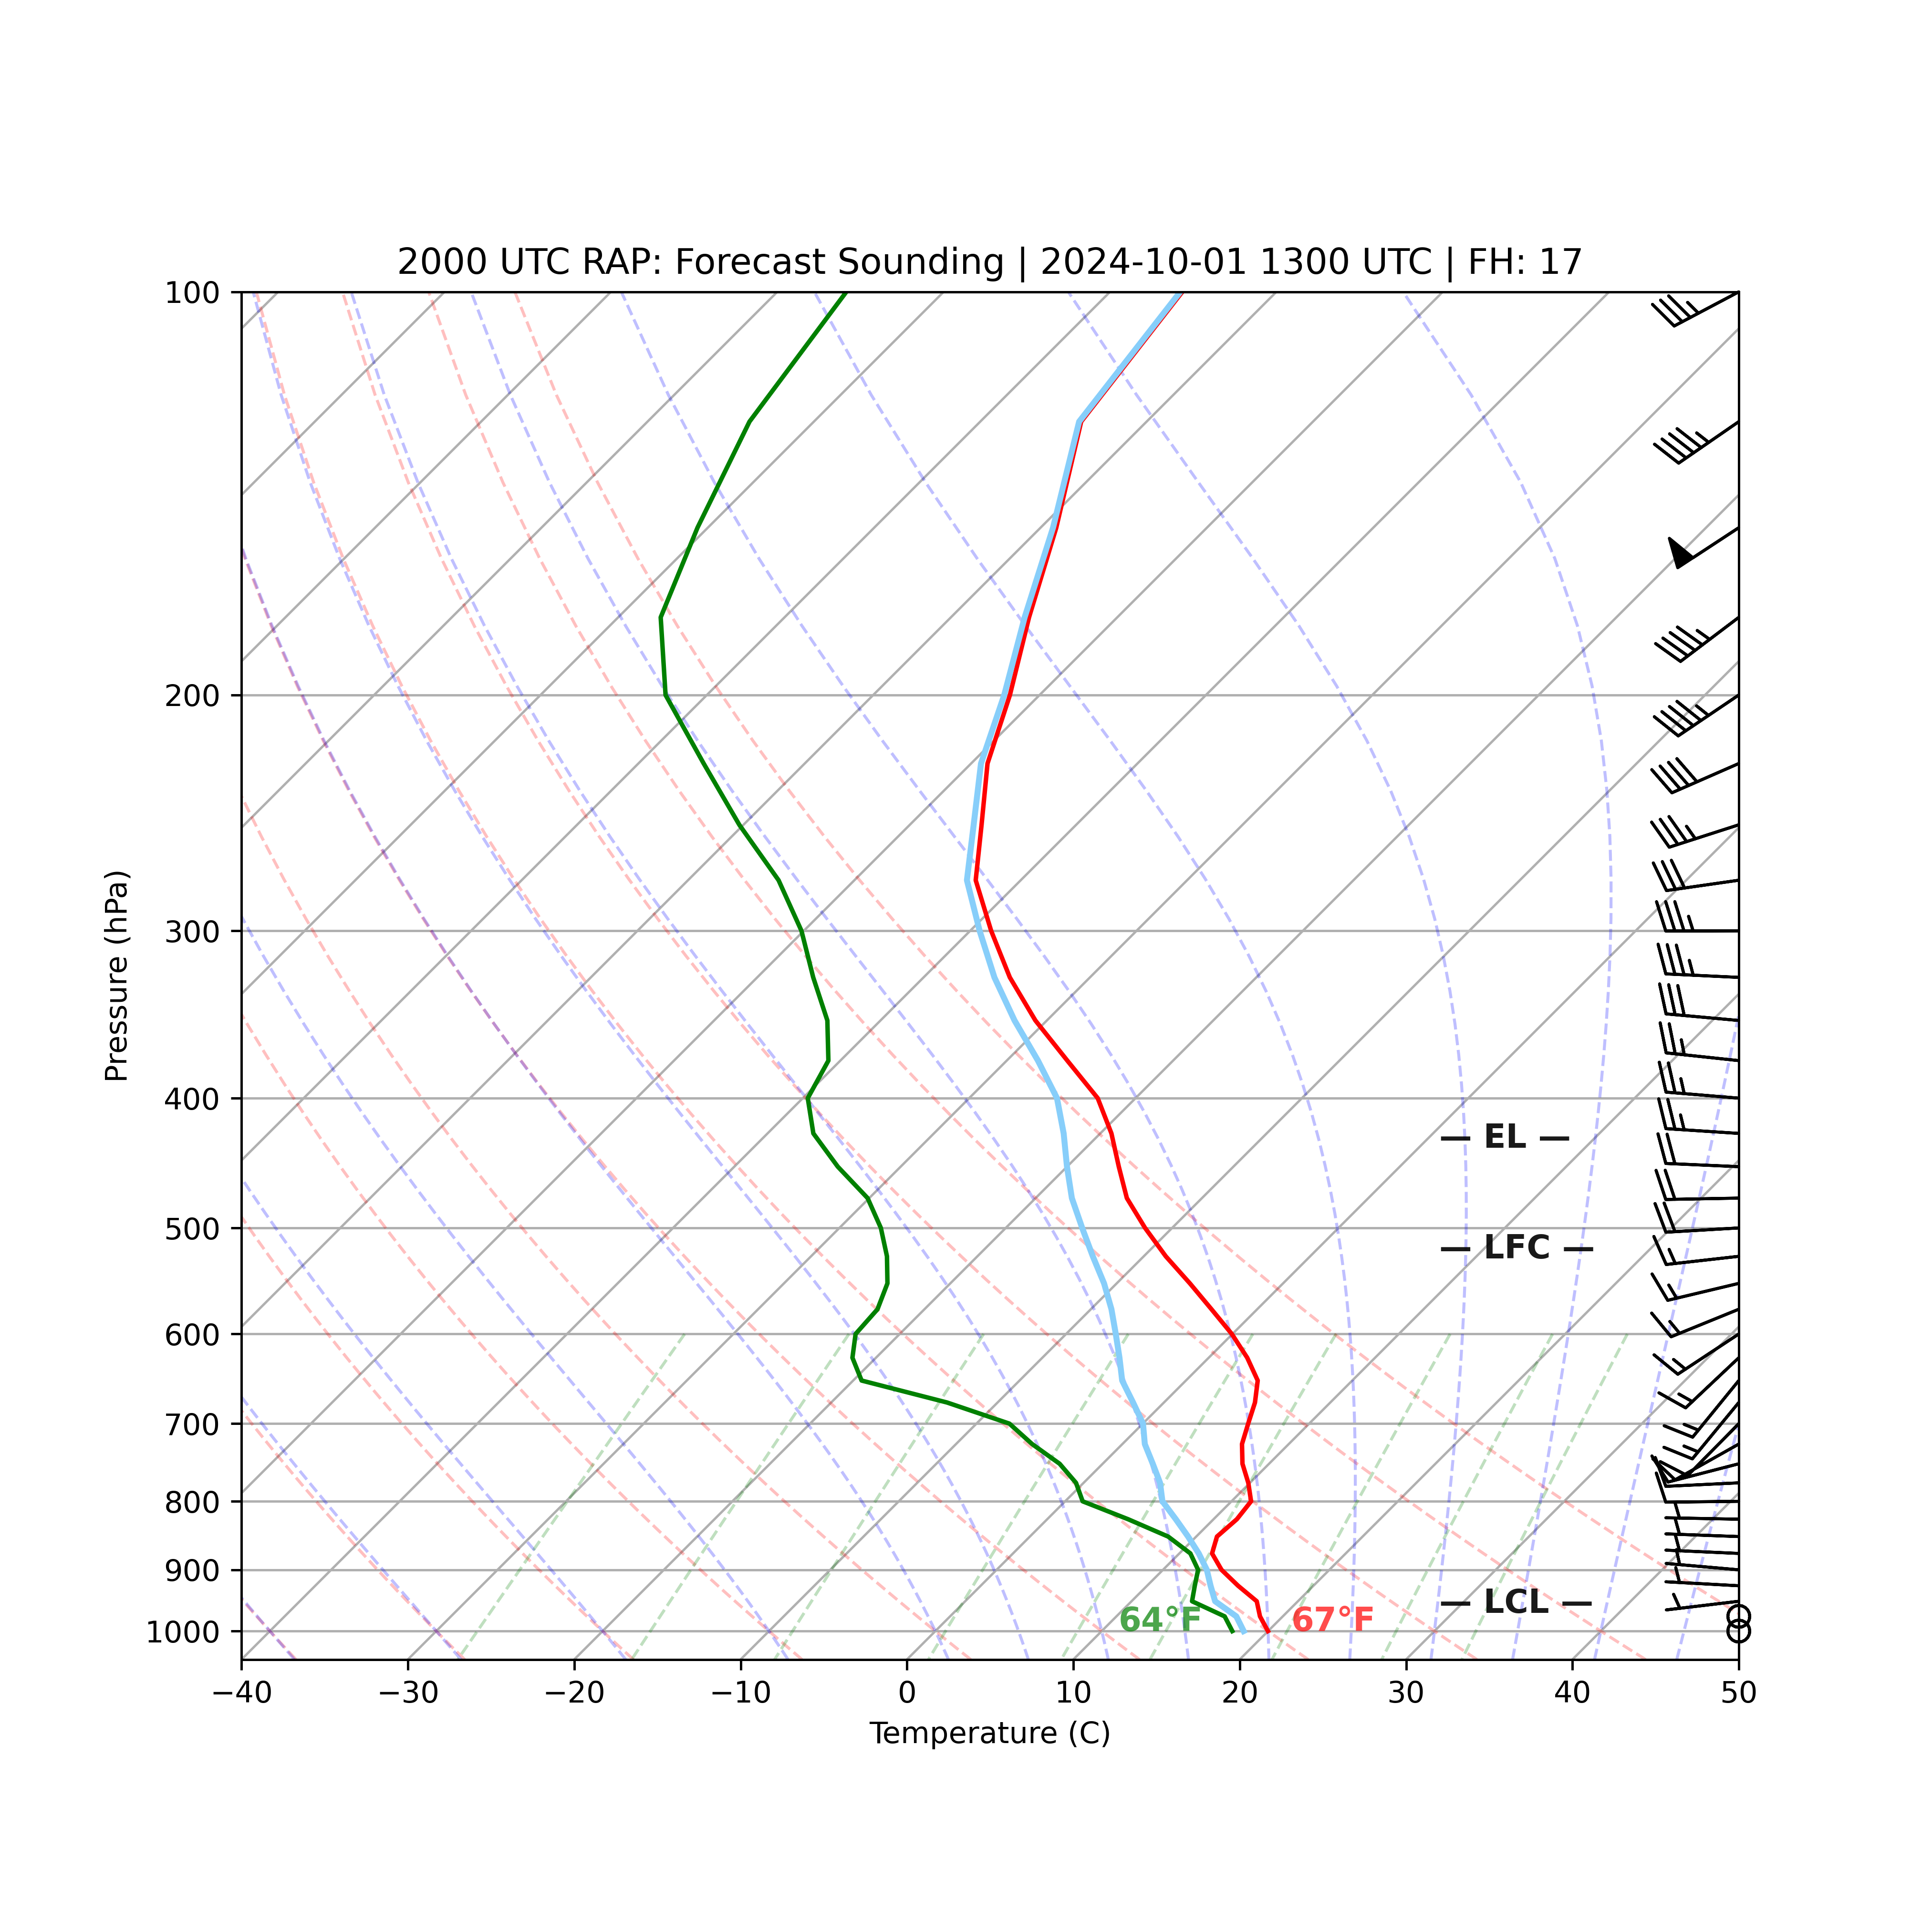 2000 UTC RAP: Forecast Sounding | 2024-10-01 1300 UTC | FH: 17
100
200
300
400
— EL —
500
— LFC —
600
700
800
900
— LCL —
64°F 67°F
1000
Pressure (hPa)
−40 −30 −20 −10 0 10 20 30 40 50
Temperature (C)